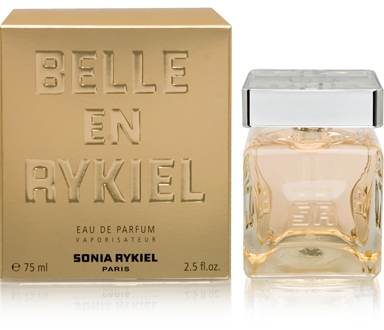 BELLE
EN
RYKIEL
EAU DE PARFUM
VAPORISATEUR
℮ 75 ml SONIA RYKIEL 2.5 fl.oz.
PARIS